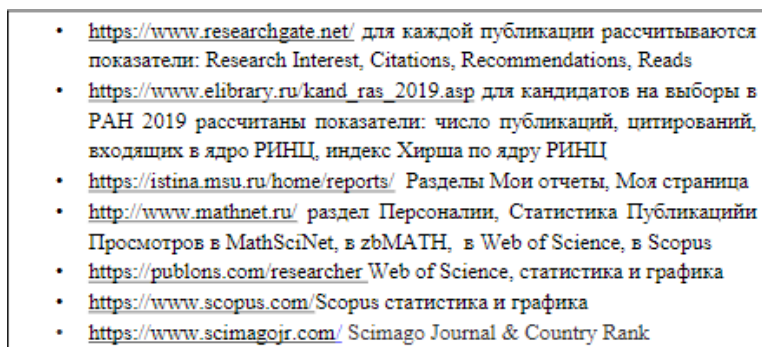 • https://www.researchgate.net/ для каждой публикации рассчитываются
показатели: Research Interest, Citations, Recommendations, Reads
• https://www.elibrary.ru/kand_ras_2019.asp для кандидатов на выборы в
РАН 2019 рассчитаны показатели: число публикаций, цитирований,
входящих в ядро РИНЦ, индекс Хирша по ядру РИНЦ
• https://istina.msu.ru/home/reports/ Разделы Мои отчеты, Моя страница
• http://www.mathnet.ru/ раздел Персоналии, Статистика Публикацийи
Просмотров в MathSciNet, в zbMATH, в Web of Science, в Scopus
• https://publons.com/researcher Web of Science, статистика и графика
• https://www.scopus.com/Scopus статистика и графика
• https://www.scimagojr.com/ Scimago Journal & Country Rank